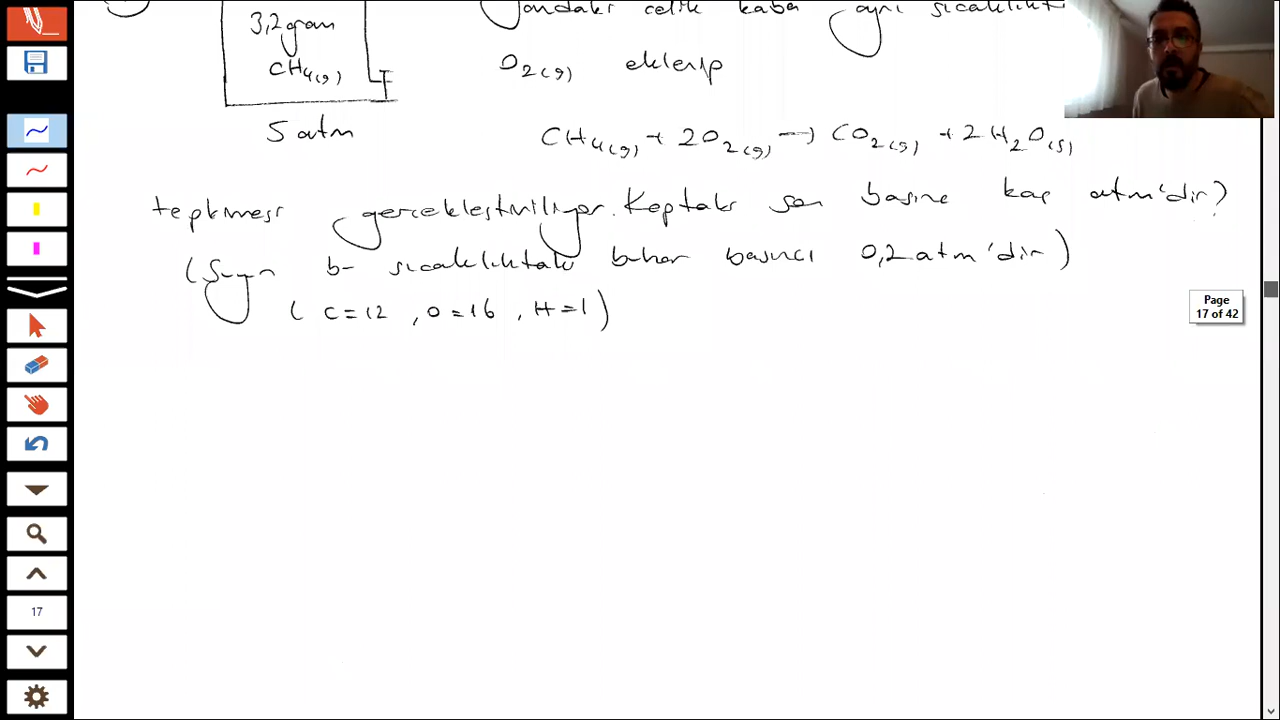 3,2 gram
CH4(g)
5 atm
Yandaki çelik kaba aynı sıcaklıkta
O2(g) eklenip
CH4(g) + 2O2(g) → CO2(g) + 2H2O(s)
tepkimesi gerçekleştiriliyor. Kaptaki son basınç kaç atm'dir?
(Suyun bu sıcaklıktaki buhar basıncı 0,2 atm'dir)
( C=12 , O=16 , H=1 )
Page
17 of 42
17